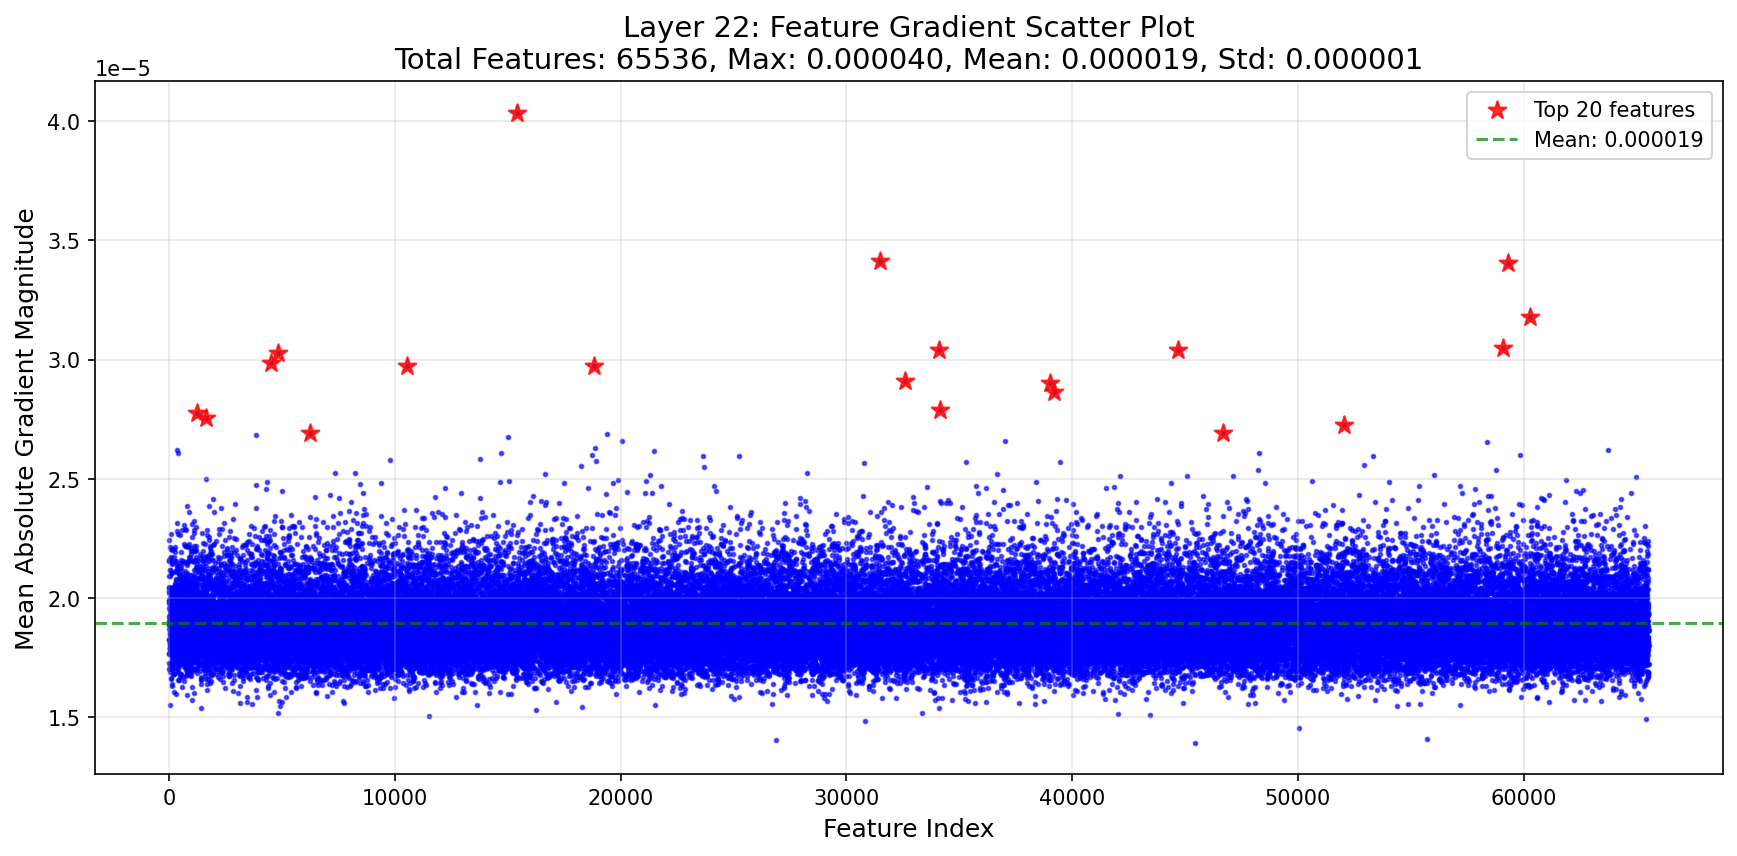 Layer 22: Feature Gradient Scatter Plot
Total Features: 65536, Max: 0.000040, Mean: 0.000019, Std: 0.000001
1e−5
Top 20 features
Mean: 0.000019
4.0
3.5
3.0
2.5
2.0
1.5
Mean Absolute Gradient Magnitude
0
10000
20000
30000
40000
50000
60000
Feature Index